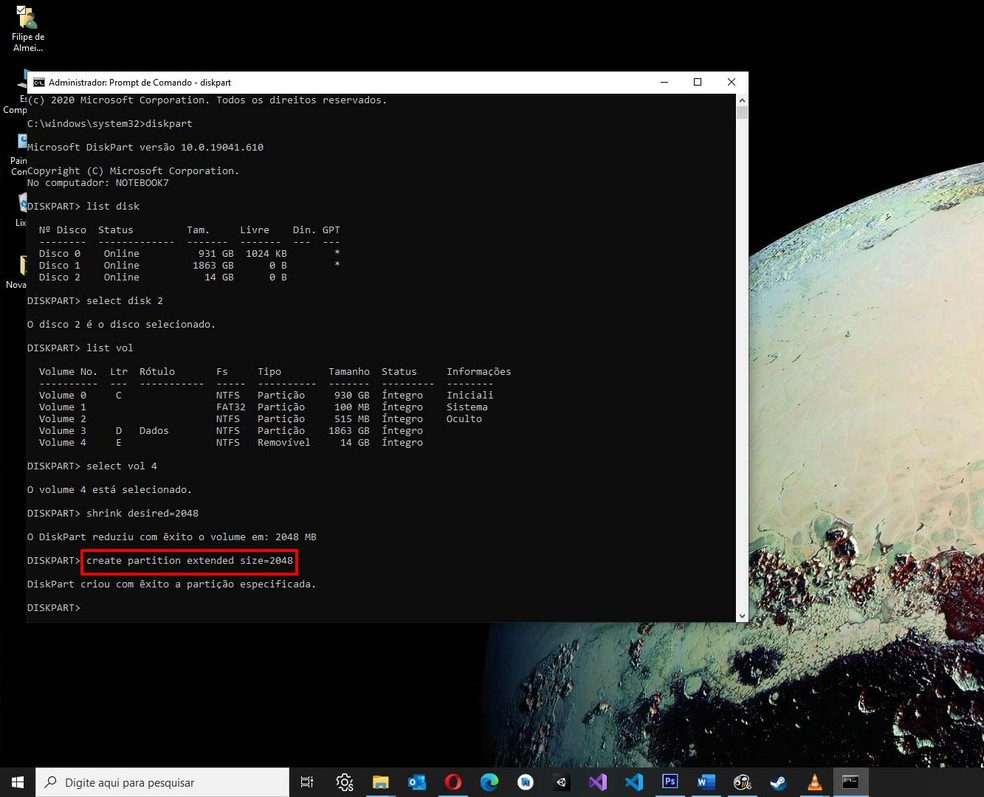 Filipe de
Almei...
Es
Comp
Pain
Con
Lix
Nova
Administrador: Prompt de Comando - diskpart
(c) 2020 Microsoft Corporation. Todos os direitos reservados.
C:\windows\system32>diskpart
Microsoft DiskPart versão 10.0.19041.610
Copyright (C) Microsoft Corporation.
No computador: NOTEBOOK7
DISKPART> list disk
Nº Disco  Status         Tam.     Livre    Din. GPT
--------  -------------  -------  -------  ---  ---
Disco 0   Online          931 GB  1024 KB        *
Disco 1   Online         1863 GB      0 B        *
Disco 2   Online           14 GB      0 B
DISKPART> select disk 2
O disco 2 é o disco selecionado.
DISKPART> list vol
Volume No.  Ltr  Rótulo       Fs     Tipo        Tamanho  Status     Informações
----------  ---  -----------  -----  ----------  -------  ---------  --------
Volume 0     C                NTFS   Partição     930 GB  Íntegro    Iniciali
Volume 1                      FAT32  Partição     100 MB  Íntegro    Sistema
Volume 2                      NTFS   Partição     515 MB  Íntegro    Oculto
Volume 3     D   Dados        NTFS   Partição    1863 GB  Íntegro
Volume 4     E                NTFS   Removível     14 GB  Íntegro
DISKPART> select vol 4
O volume 4 está selecionado.
DISKPART> shrink desired=2048
O DiskPart reduziu com êxito o volume em: 2048 MB
DISKPART> create partition extended size=2048
DiskPart criou com êxito a partição especificada.
DISKPART>
Digite aqui para pesquisar
Ps